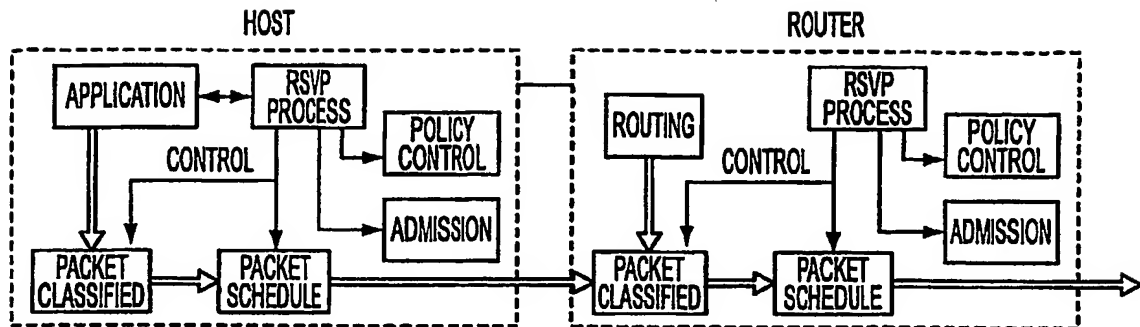 HOST
APPLICATION
RSVP
PROCESS
POLICY
CONTROL
CONTROL
ADMISSION
PACKET
CLASSIFIED
PACKET
SCHEDULE
ROUTER
ROUTING
RSVP
PROCESS
POLICY
CONTROL
CONTROL
ADMISSION
PACKET
CLASSIFIED
PACKET
SCHEDULE